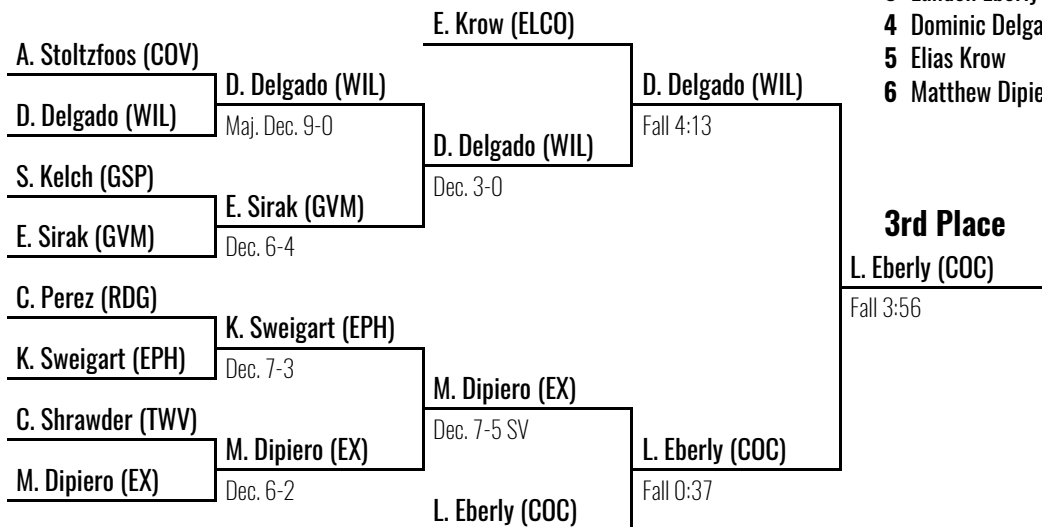 A. Stoltzfoos (COV)
D. Delgado (WIL)
S. Kelch (GSP)
E. Sirak (GVM)
C. Perez (RDG)
K. Sweigart (EPH)
C. Shrawder (TWV)
M. Dipiero (EX)
D. Delgado (WIL)
Maj. Dec. 9-0
E. Sirak (GVM)
Dec. 6-4
K. Sweigart (EPH)
Dec. 7-3
M. Dipiero (EX)
Dec. 6-2
E. Krow (ELCO)
D. Delgado (WIL)
Dec. 3-0
M. Dipiero (EX)
Dec. 7-5 SV
L. Eberly (COC)
D. Delgado (WIL)
Fall 4:13
L. Eberly (COC)
Fall 0:37
4 Dominic
5 Elias Krow
6 Matthew
3rd Place
L. Eberly (COC)
Fall 3:56